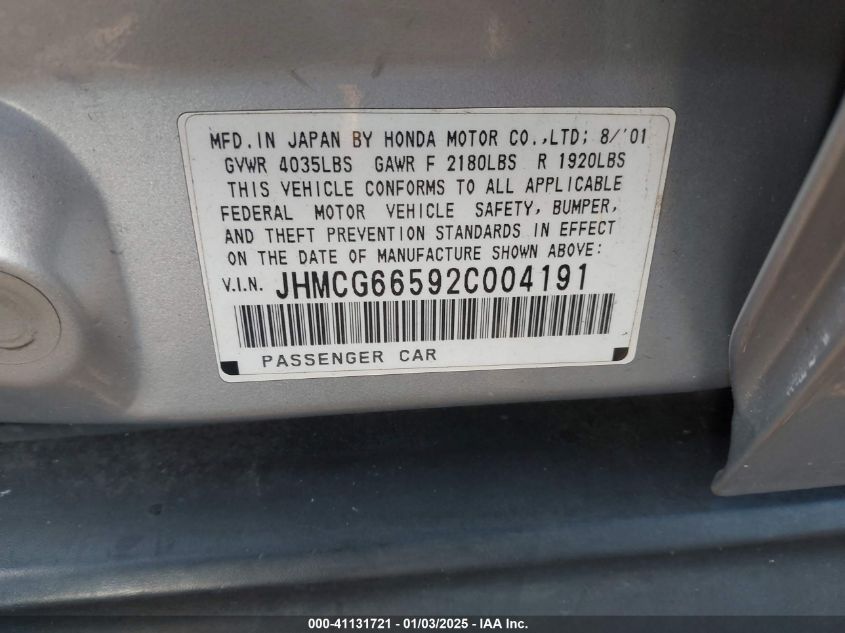 MFD. IN JAPAN BY HONDA MOTOR CO.,LTD; 8/'01
GVWR 4035LBS GAWR F 2180LBS R 1920LBS
THIS VEHICLE CONFORMS TO ALL APPLICABLE
FEDERAL MOTOR VEHICLE SAFETY, BUMPER,
AND THEFT PREVENTION STANDARDS IN EFFECT
ON THE DATE OF MANUFACTURE SHOWN ABOVE:
V.I.N. JHMCG66592C004191
PASSENGER CAR
000-41131721 - 01/03/2025 - © IAA Inc.